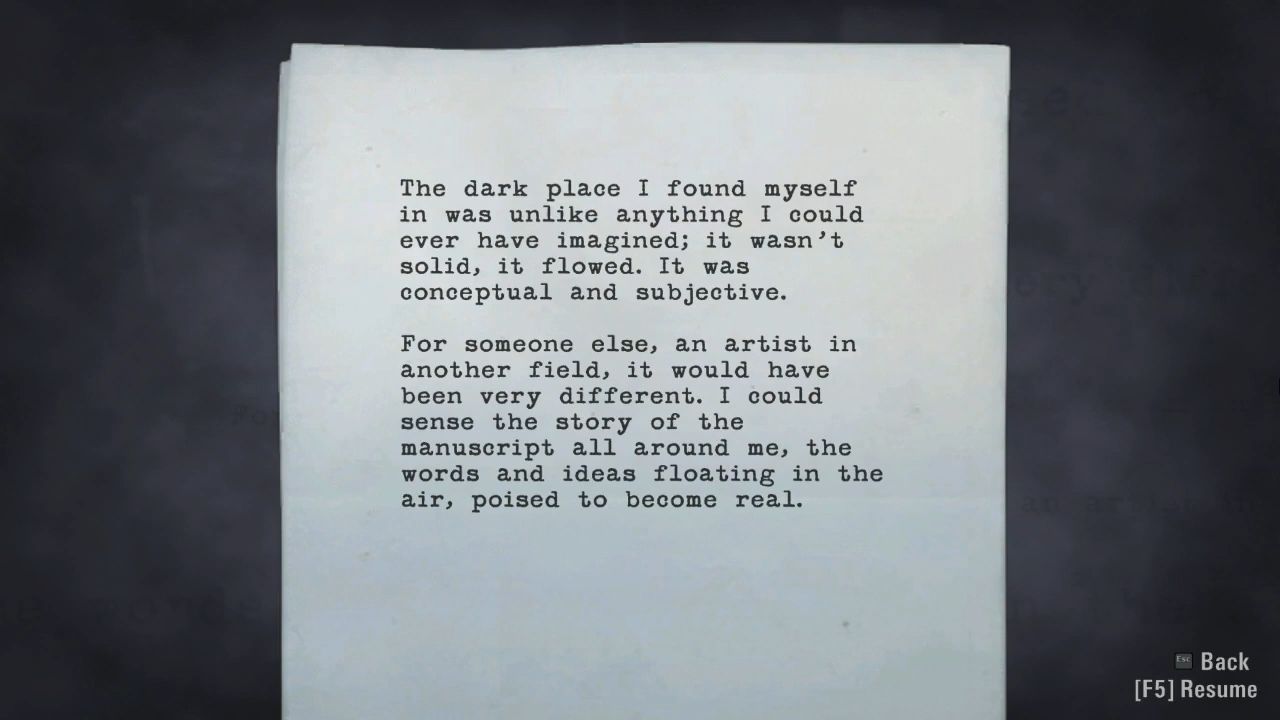 The dark place I found myself
in was unlike anything I could
ever have imagined; it wasn't
solid, it flowed. It was
conceptual and subjective.
For someone else, an artist in
another field, it would have
been very different. I could
sense the story of the
manuscript all around me, the
words and ideas floating in the
air, poised to become real.
Esc Back
[F5] Resume